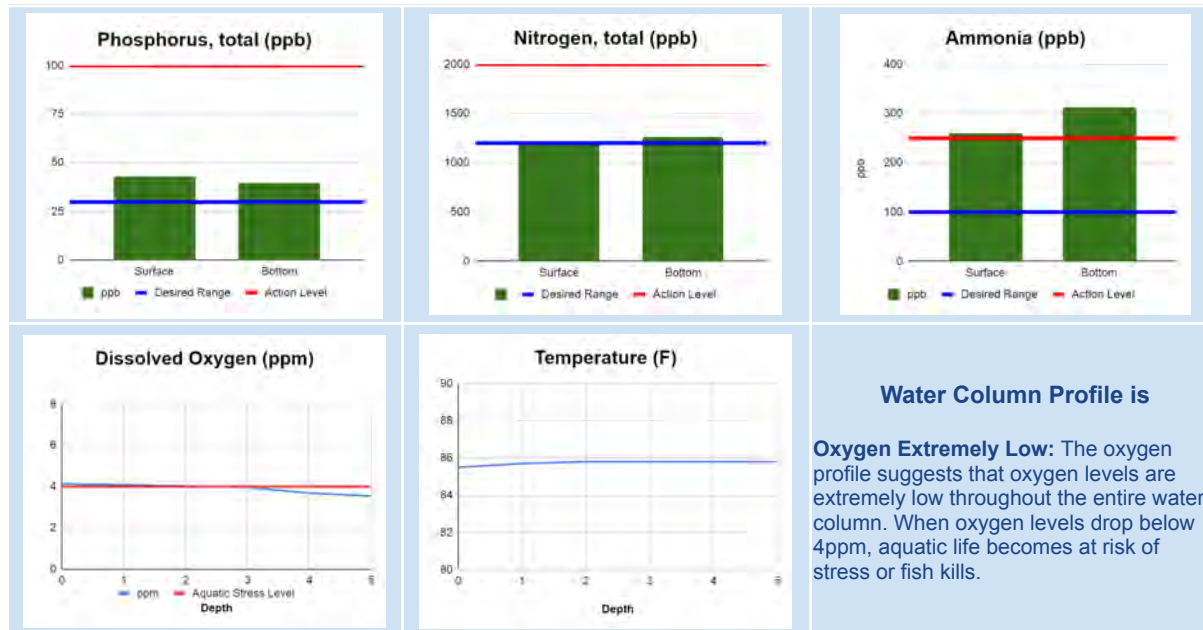 Phosphorus, total (ppb)
100
75
50
25
0
Surface
Bottom
ppb
Desired Range
Action Level
Nitrogen, total (ppb)
2000
1500
1000
500
0
Surface
Bottom
Desired Range
Action Level
Ammonia (ppb)
400
300
200
100
0
ppb
Surface
Bottom
ppb
Desired Range
Action Level
Dissolved Oxygen (ppm)
8
6
4
2
0
0 1 2 3 4 5
ppm
Aquatic Stress Level
Depth
Temperature (F)
90
88
86
84
82
80
0 1 2 3 4 5
Depth
Water Column Profile is
Oxygen Extremely Low: The oxygen
profile suggests that oxygen levels are
extremely low throughout the entire water
column. When oxygen levels drop below
4ppm, aquatic life becomes at risk of
stress or fish kills.